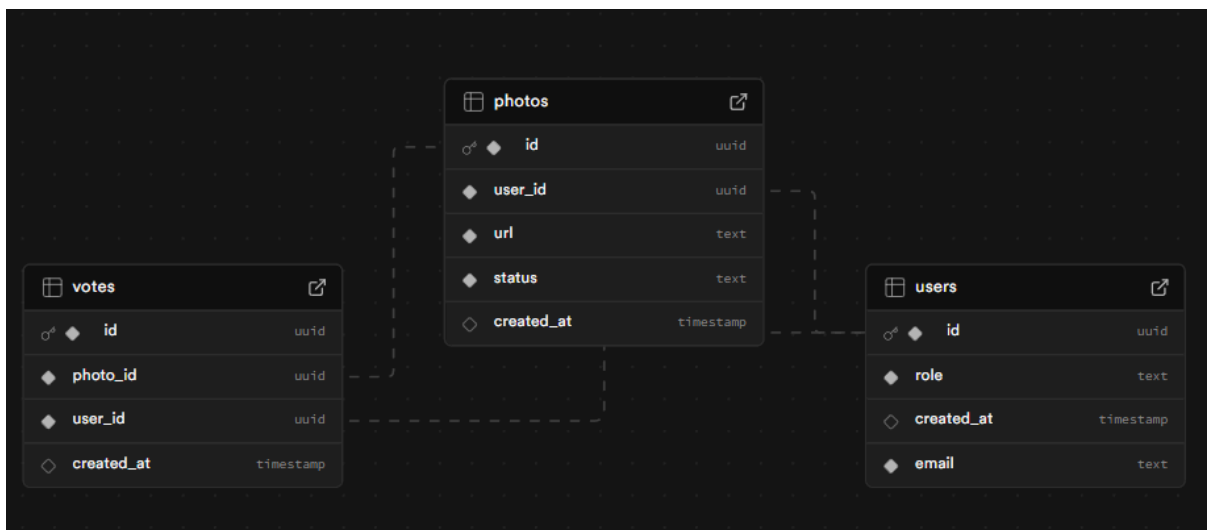 photos
id uuid
user_id uuid
url text
status text
created_at timestamp
votes
id uuid
photo_id uuid
user_id uuid
created_at timestamp
users
id uuid
role text
created_at timestamp
email text